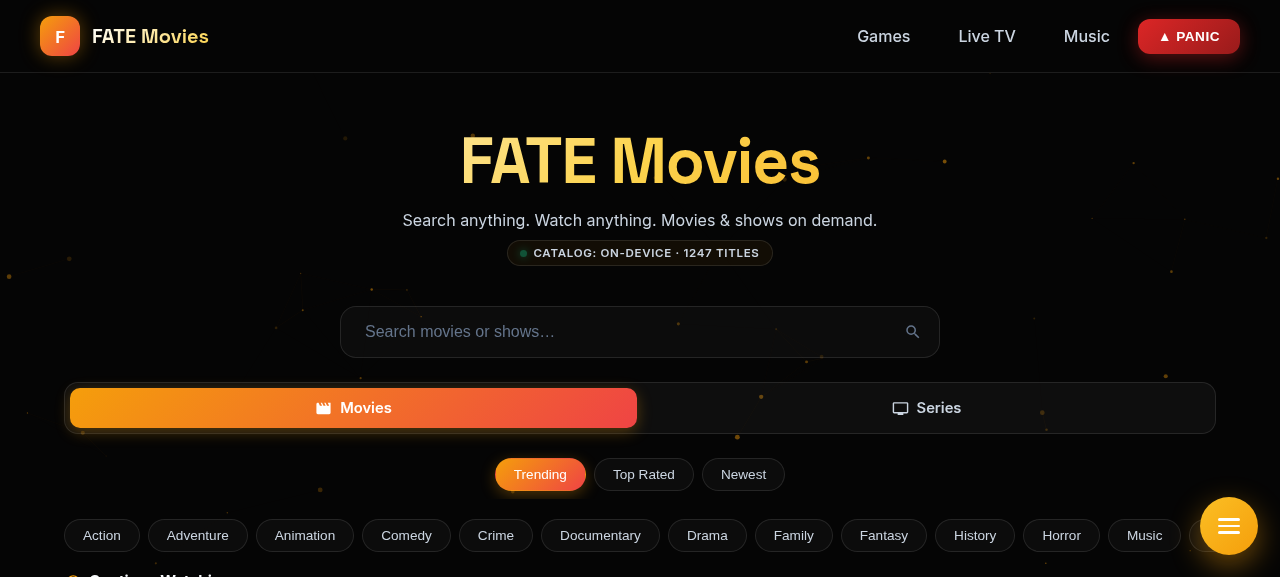 F FATE Movies Games Live TV Music ▲ PANIC
FATE Movies
Search anything. Watch anything. Movies & shows on demand.
CATALOG: ON-DEVICE · 1247 TITLES
Search movies or shows…
Movies Series
Trending Top Rated Newest
Action Adventure Animation Comedy Crime Documentary Drama Family Fantasy History Horror Music